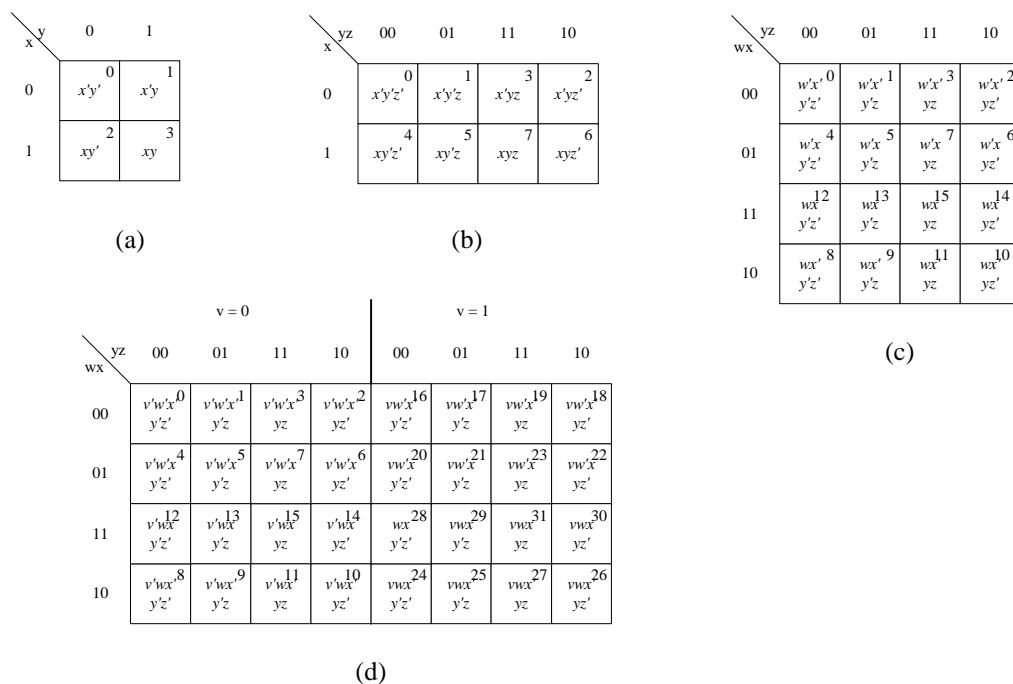 y 0 1
x
0 x'y' 0 x'y 1
1 xy' 2 xy 3
(a)
yz 00 01 11 10
x
0 x'y'z' 0 x'y'z 1 x'yz 3 x'yz' 2
1 xy'z' 4 xy'z 5 xyz 7 xyz' 6
(b)
yz 00 01 11 10
wx
00 w'x' 0 w'x' 1 w'x' 3 w'x' 2
y'z' y'z yz yz'
01 w'x 4 w'x 5 w'x 7 w'x 6
y'z' y'z yz yz'
11 wx 12 wx 13 wx 15 wx 14
y'z' y'z yz yz'
10 wx' 8 wx' 9 wx' 11 wx' 10
y'z' y'z yz yz'
(c)
v = 0 v = 1
yz 00 01 11 10 00 01 11 10
wx
00 v'w'x' 0 v'w'x' 1 v'w'x' 3 v'w'x' 2 vw'x' 16 vw'x' 17 vw'x' 19 vw'x' 18
y'z' y'z yz yz' y'z' y'z yz yz'
01 v'w'x 4 v'w'x 5 v'w'x 7 v'w'x 6 vw'x 20 vw'x 21 vw'x 23 vw'x 22
y'z' y'z yz yz' y'z' y'z yz yz'
11 v'wx 12 v'wx 13 v'wx 15 v'wx 14 wx 28 vwx 29 vwx 31 vwx 30
y'z' y'z yz yz' y'z' y'z yz yz'
10 v'wx' 8 v'wx' 9 v'wx' 11 v'wx' 10 vwx' 24 vwx' 25 vwx' 27 vwx' 26
y'z' y'z yz yz' y'z' y'z yz yz'
(d)